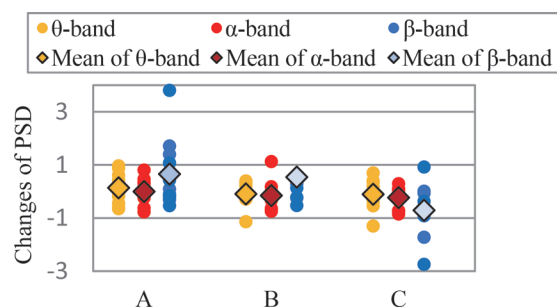 θ-band α-band β-band
Mean of θ-band Mean of α-band Mean of β-band
Changes of PSD
3
1
-1
-3
A B C